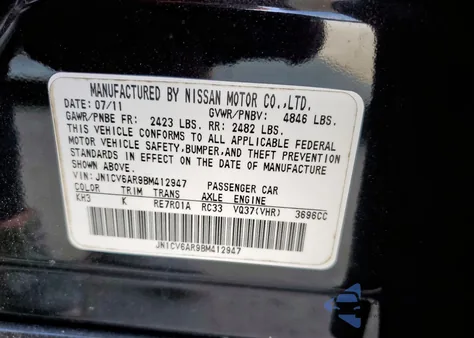 MANUFACTURED BY NISSAN MOTOR CO.,LTD.
DATE: 07/11 GVWR/PNBV: 4846 LBS.
GAWR/PNBE FR: 2423 LBS. RR: 2482 LBS.
THIS VEHICLE CONFORMS TO ALL APPLICABLE FEDERAL
MOTOR VEHICLE SAFETY,BUMPER,AND THEFT PREVENTION
STANDARDS IN EFFECT ON THE DATE OF MANUFACTURE
SHOWN ABOVE.
VIN: JN1CV6AR9BM412947 PASSENGER CAR
COLOR TRIM TRANS AXLE ENGINE
KH3 K RE7R01A RC33 VQ37(VHR) 3696CC
JN1CV6AR9BM412947